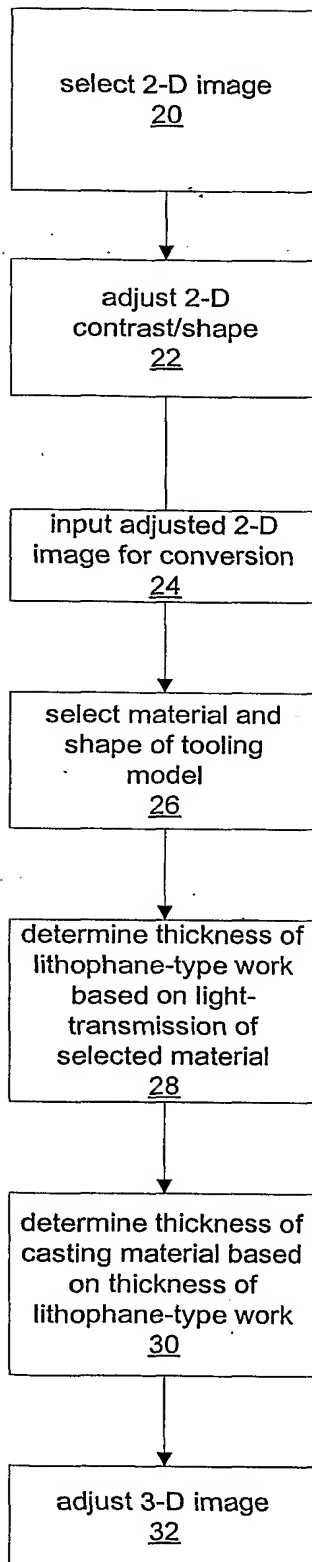 select 2-D image
20
adjust 2-D
contrast/shape
22
input adjusted 2-D
image for conversion
24
select material and
shape of tooling
model
26
determine thickness of
lithophane-type work
based on light-
transmission of
selected material
28
determine thickness of
casting material based
on thickness of
lithophane-type work
30
adjust 3-D image
32